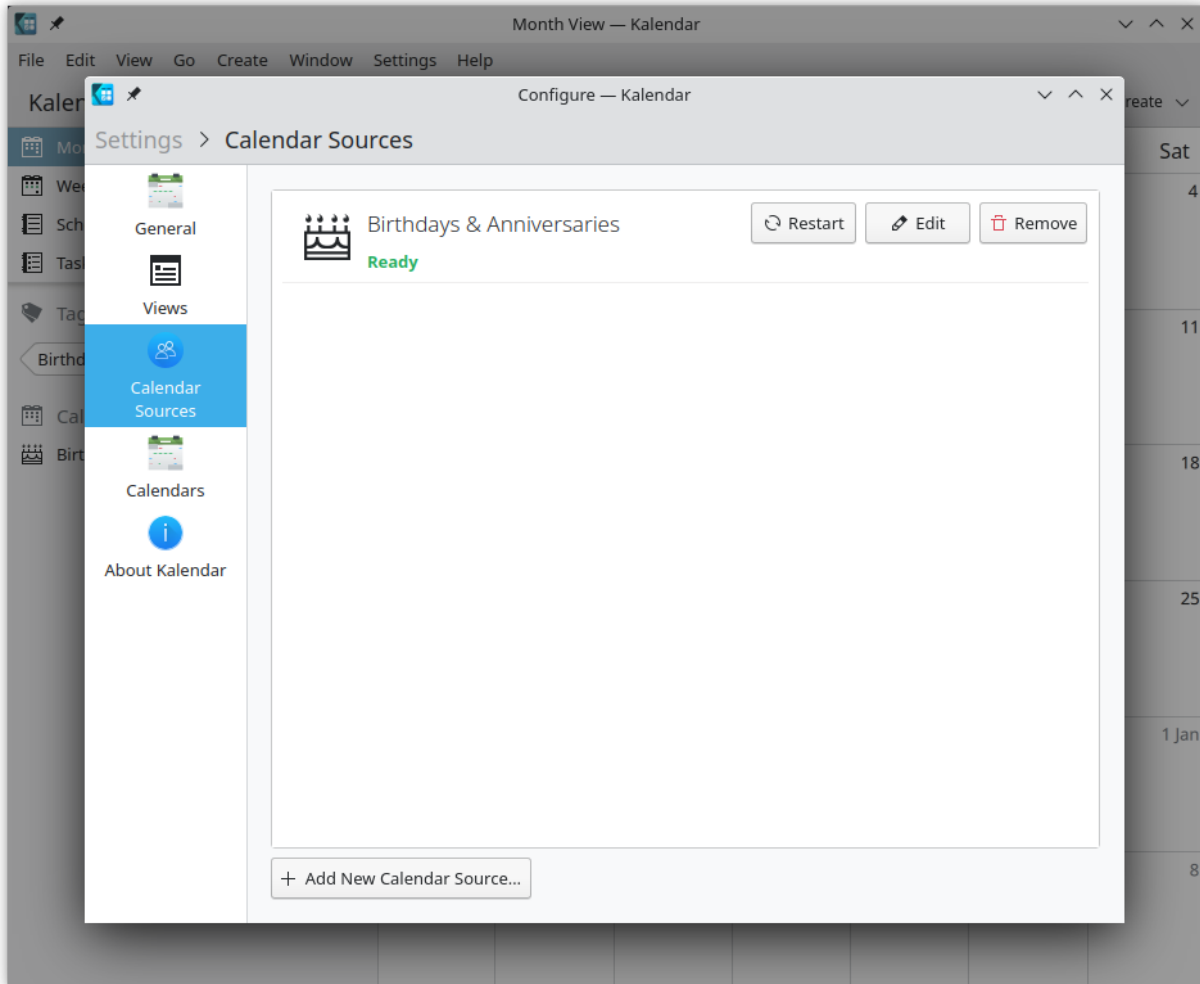 Month View — Kalendar
File Edit View Go Create Window Settings Help
Configure — Kalendar
Settings > Calendar Sources
Sat
4
General
Birthdays & Anniversaries
Restart Edit Remove
Ready
Views
11
Calendar
Sources
18
Calendars
About Kalendar
25
1 Jan
8
+ Add New Calendar Source...